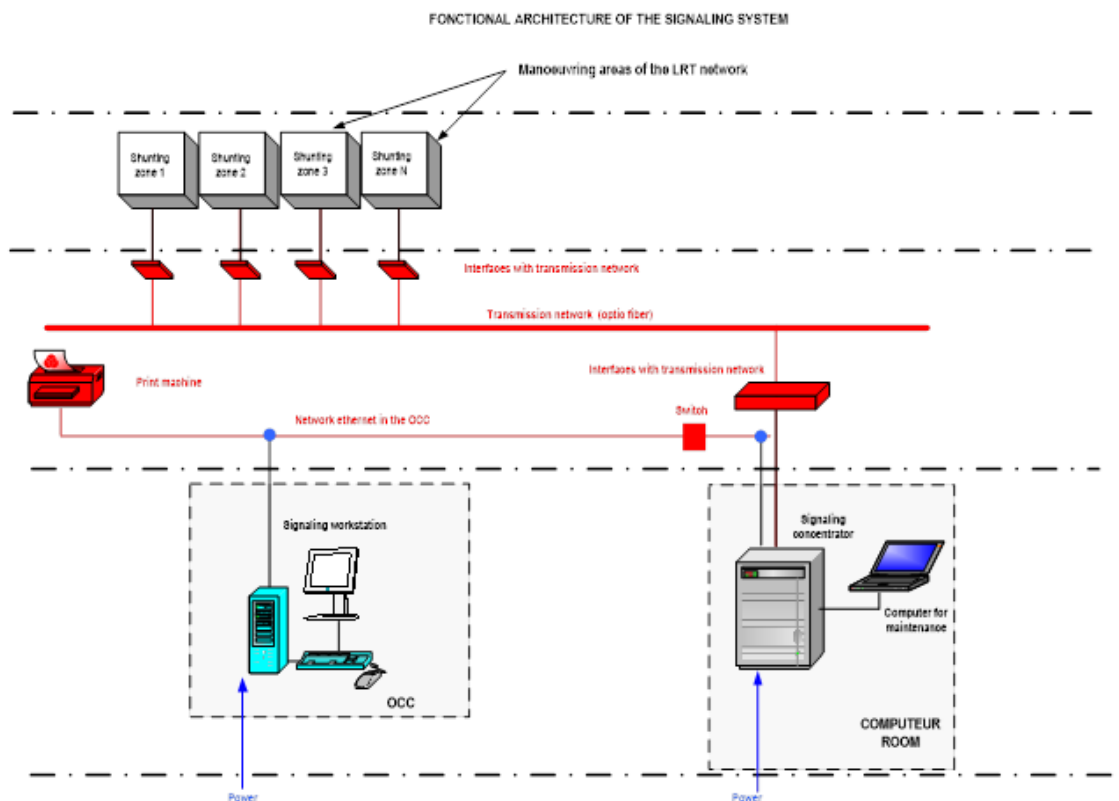 FONCTIONAL ARCHITECTURE OF THE SIGNALING SYSTEM
Manoeuvring areas of the LRT network
Shunting
zone 1
Shunting
zone 2
Shunting
zone 3
Shunting
zone N
Interfaces with transmission network
Transmission network (optio fiber)
Print machine
Interfaces with transmission network
Network ethernet in the OCC
Switch
Signaling workstation
Signaling
concentrator
Computer for
maintenance
OCC
COMPUTEUR
ROOM
Power
Power